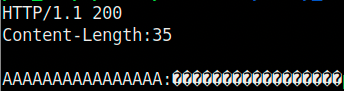 HTTP/1.1 200
Content-Length:35
AAAAAAAAAAAAAAAA:�����������������